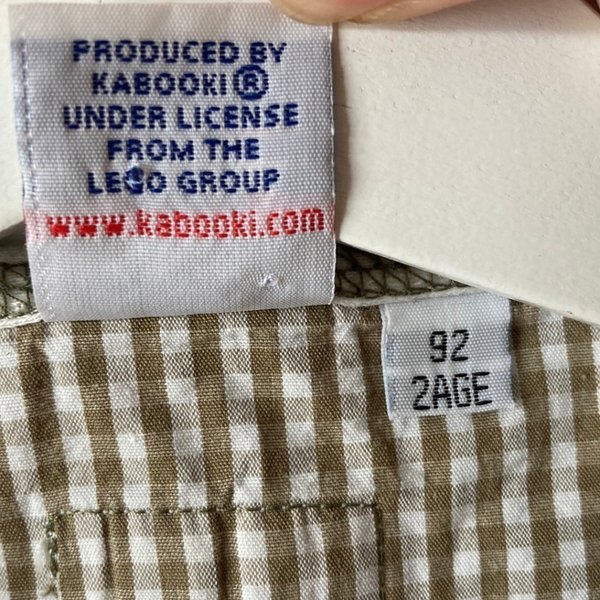 PRODUCED BY
KABOOKI®
UNDER LICENSE
FROM THE
LEGO GROUP
www.kabooki.com
92
2AGE